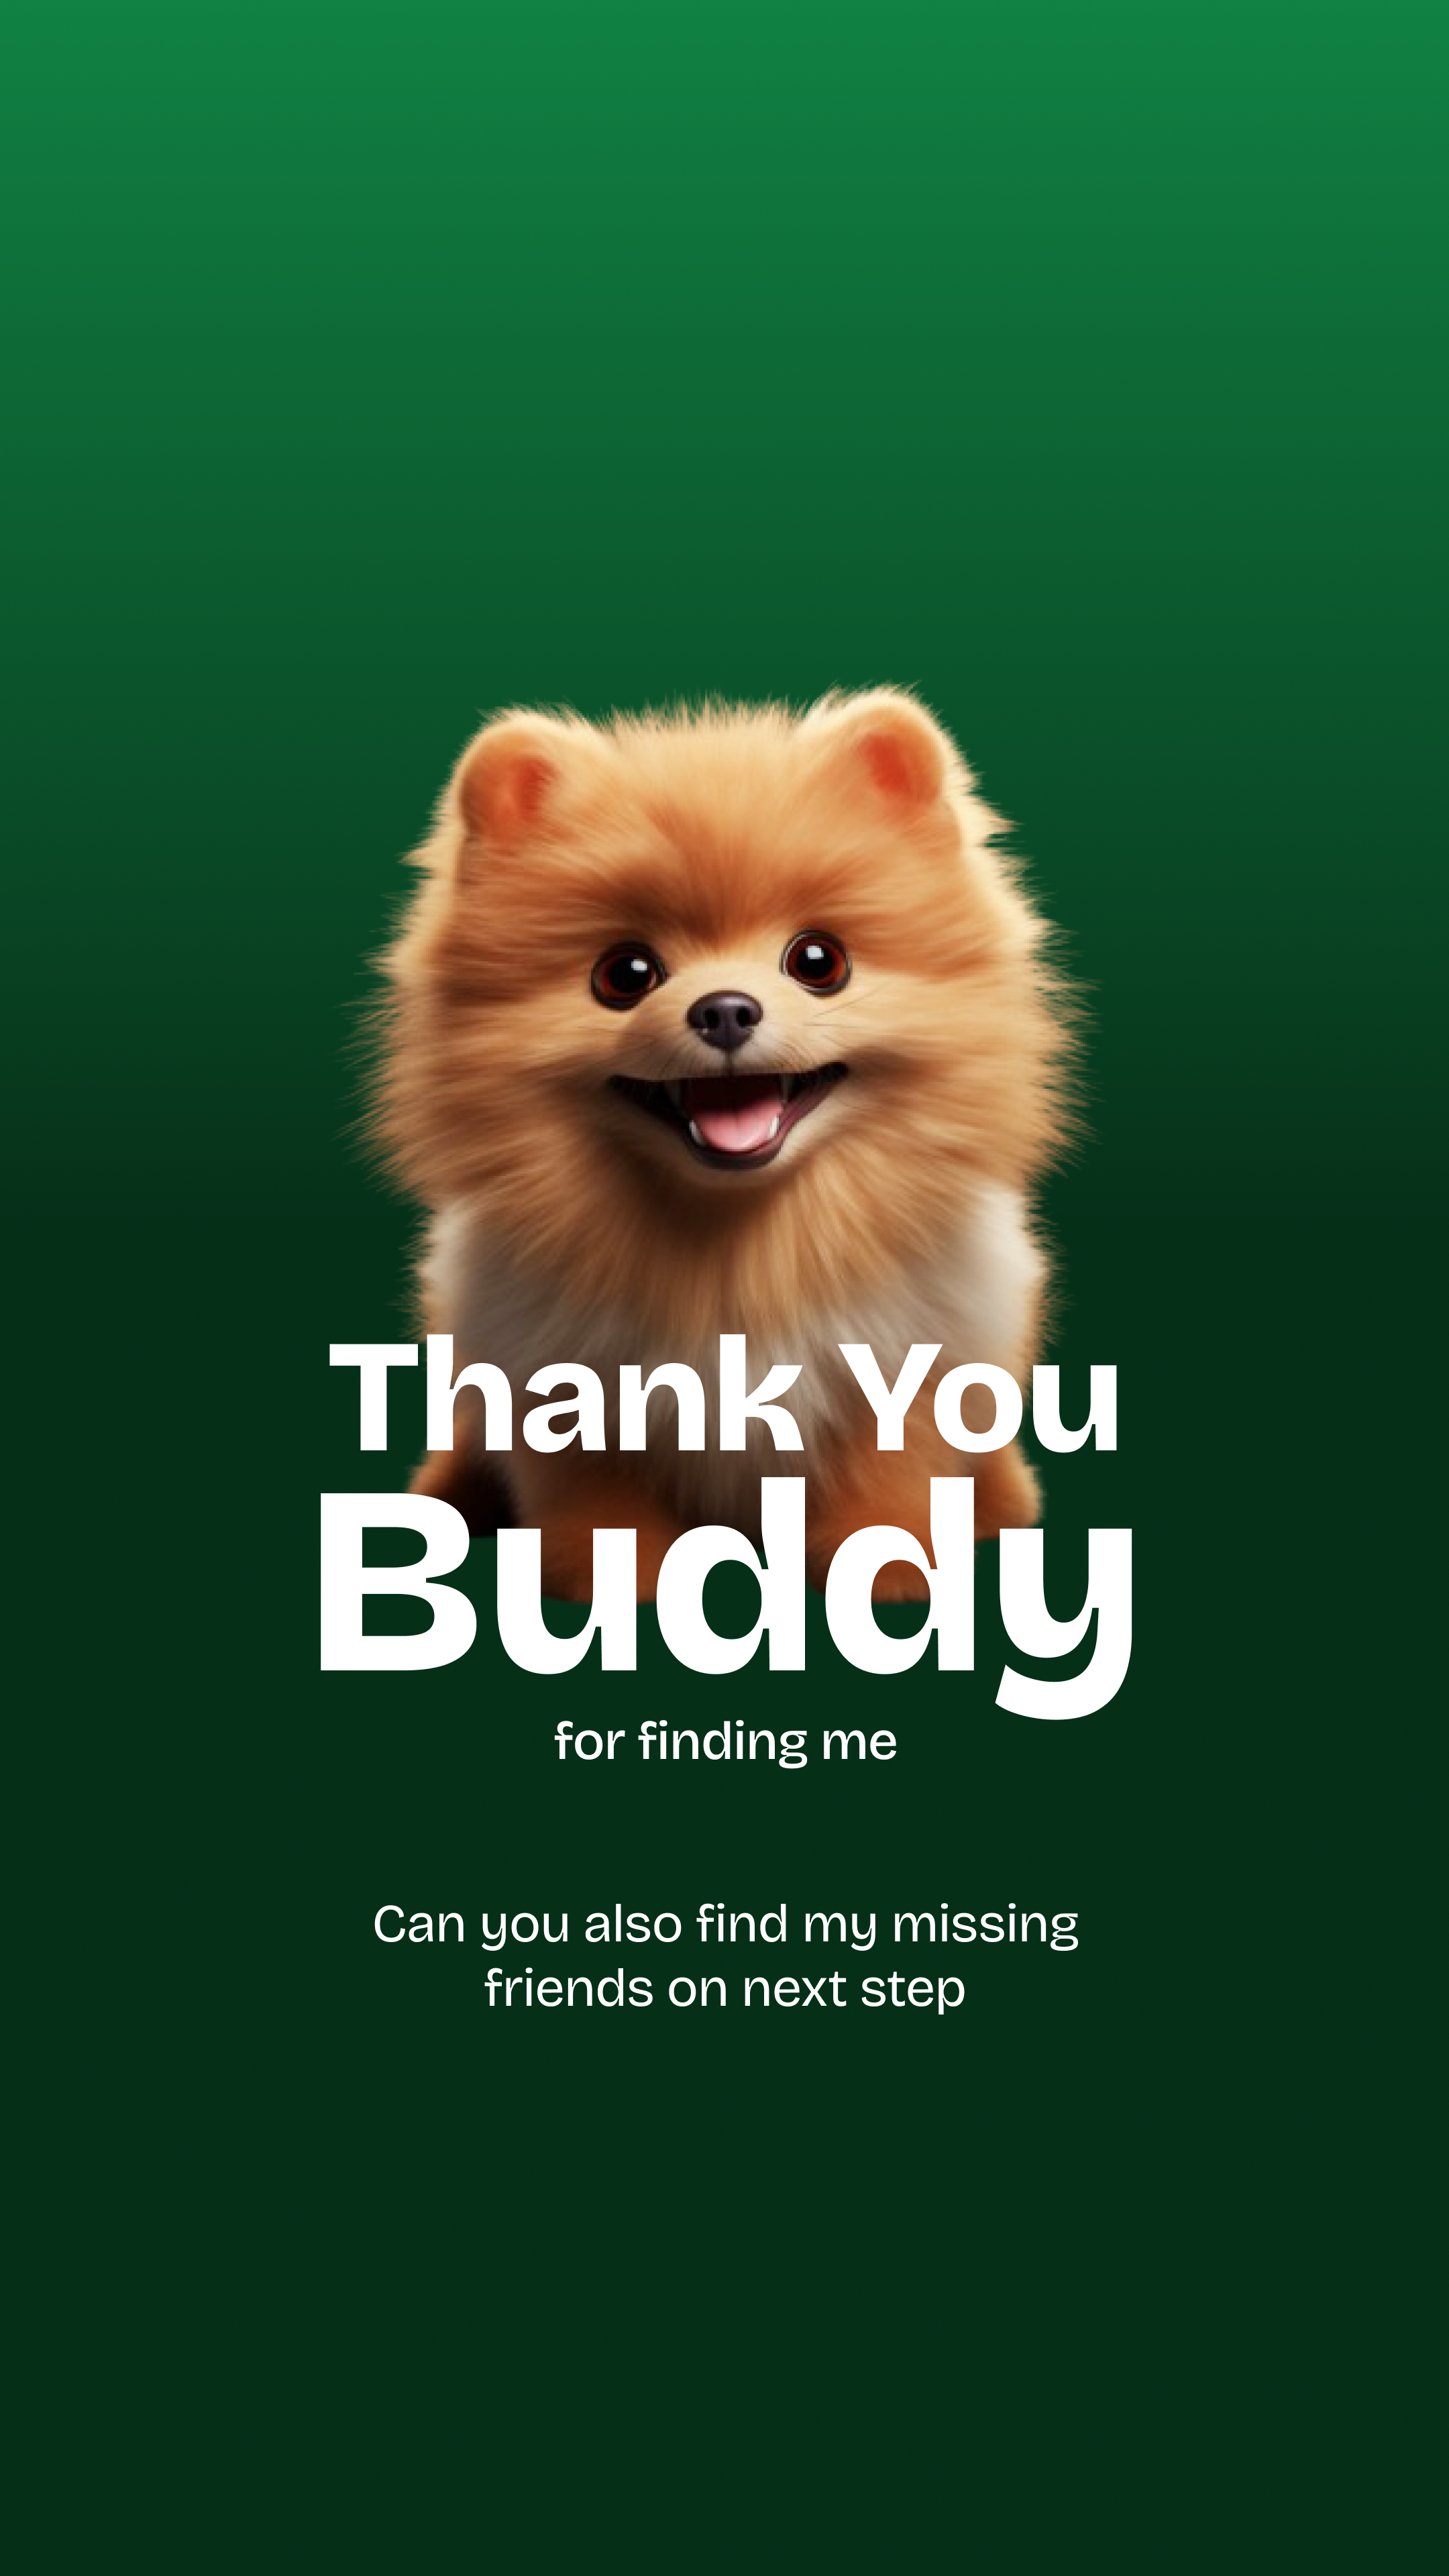 Thank You
Buddy
for finding me
Can you also find my missing
friends on next step